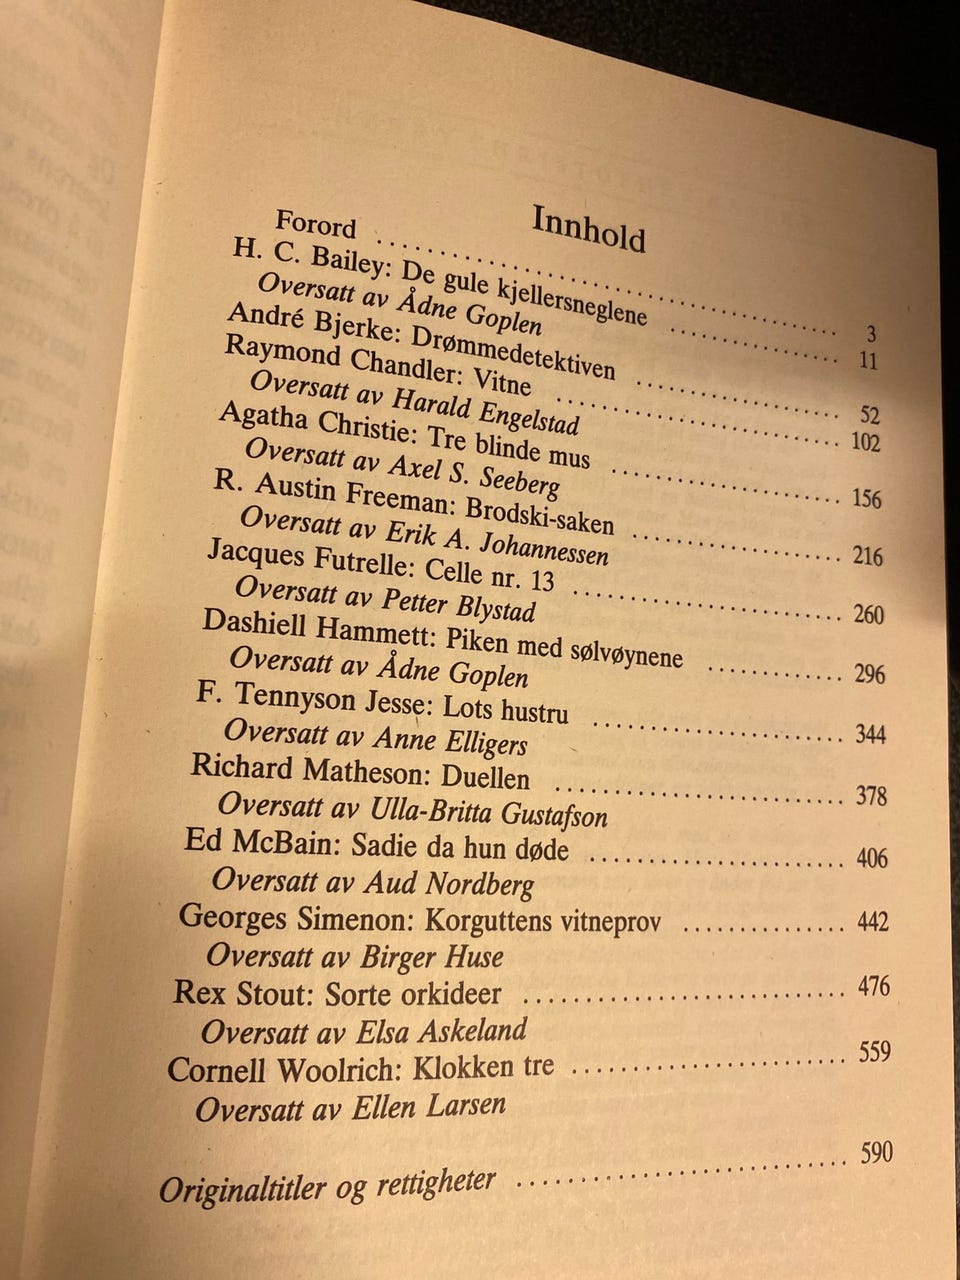 Innhold
Forord .......... 3
H. C. Bailey: De gule kjellersneglene .......... 11
Oversatt av Ådne Goplen
André Bjerke: Drømmedetektiven .......... 52
Raymond Chandler: Vitne .......... 102
Oversatt av Harald Engelstad
Agatha Christie: Tre blinde mus .......... 156
Oversatt av Axel S. Seeberg
R. Austin Freeman: Brodski-saken .......... 216
Oversatt av Erik A. Johannessen
Jacques Futrelle: Celle nr. 13 .......... 260
Oversatt av Petter Blystad
Dashiell Hammett: Piken med sølvøynene .......... 296
Oversatt av Ådne Goplen
F. Tennyson Jesse: Lots hustru .......... 344
Oversatt av Anne Elligers
Richard Matheson: Duellen .......... 378
Oversatt av Ulla-Britta Gustafson
Ed McBain: Sadie da hun døde .......... 406
Oversatt av Aud Nordberg
Georges Simenon: Korguttens vitneprov .......... 442
Oversatt av Birger Huse
Rex Stout: Sorte orkideer .......... 476
Oversatt av Elsa Askeland
Cornell Woolrich: Klokken tre .......... 559
Oversatt av Ellen Larsen
Originaltitler og rettigheter .......... 590